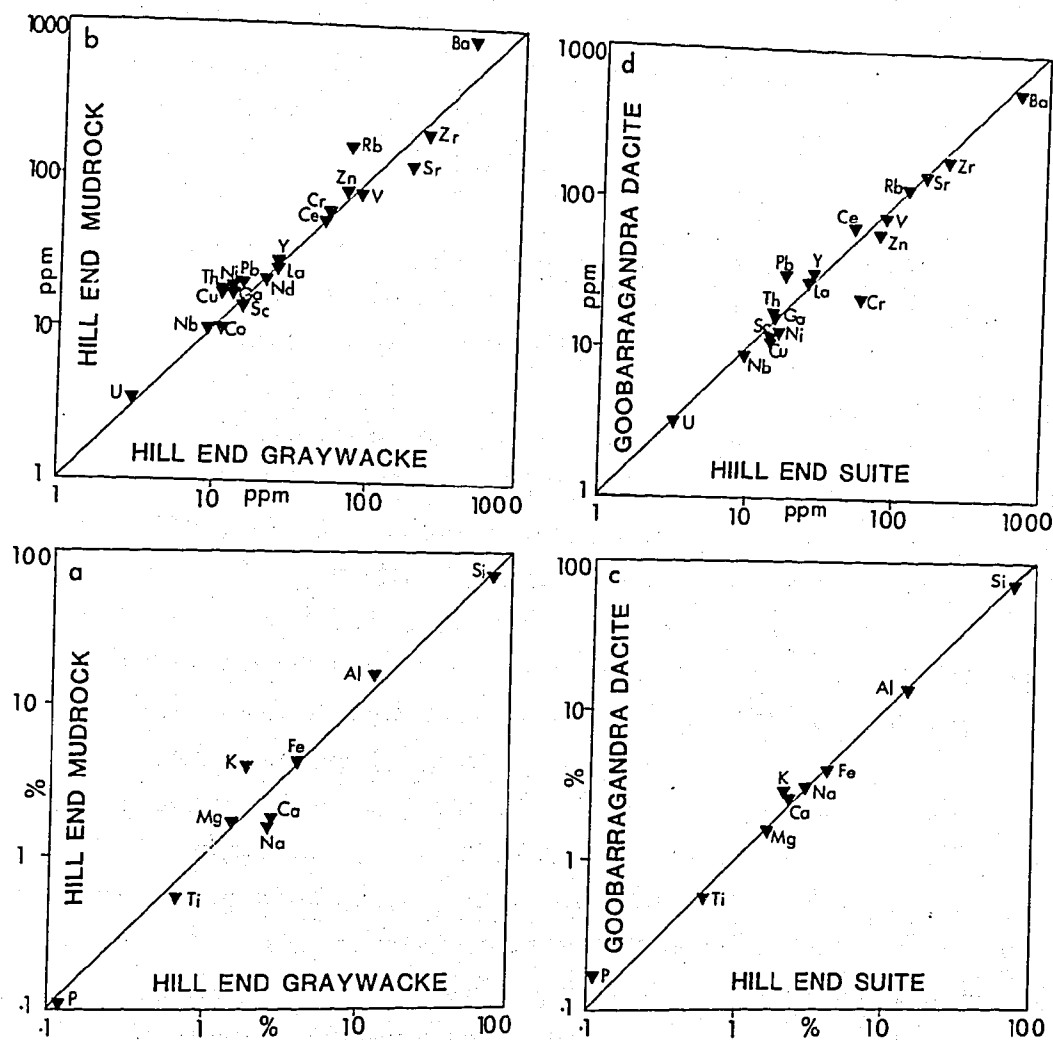 b
1000
100
10
1
ppm
HILL END MUDROCK
Ba
Rb
Zr
Sr
Zn
V
Cr
Ce
Y
La
Nd
Th
Ni
Pb
Cu
Ga
Sc
Nb
Co
U
HILL END GRAYWACKE
1
10
ppm
100
1000
d
1000
100
10
1
ppm
GOOBARRAGANDRA DACITE
Ba
Zr
Sr
Rb
V
Zn
Ce
Y
Pb
La
Cr
Th
Ga
Sc
Ni
Cu
Nb
U
HIILL END SUITE
1
10
ppm
100
1000
a
100
10
1
.1
%
HILL END MUDROCK
Si
Al
Fe
K
Mg
Ca
Na
Ti
P
HILL END GRAYWACKE
.1
1
%
10
100
c
100
10
1
.1
%
GOOBARRAGANDRA DACITE
Si
Al
Fe
K
Na
Ca
Mg
Ti
P
HILL END SUITE
.1
1
%
10
100